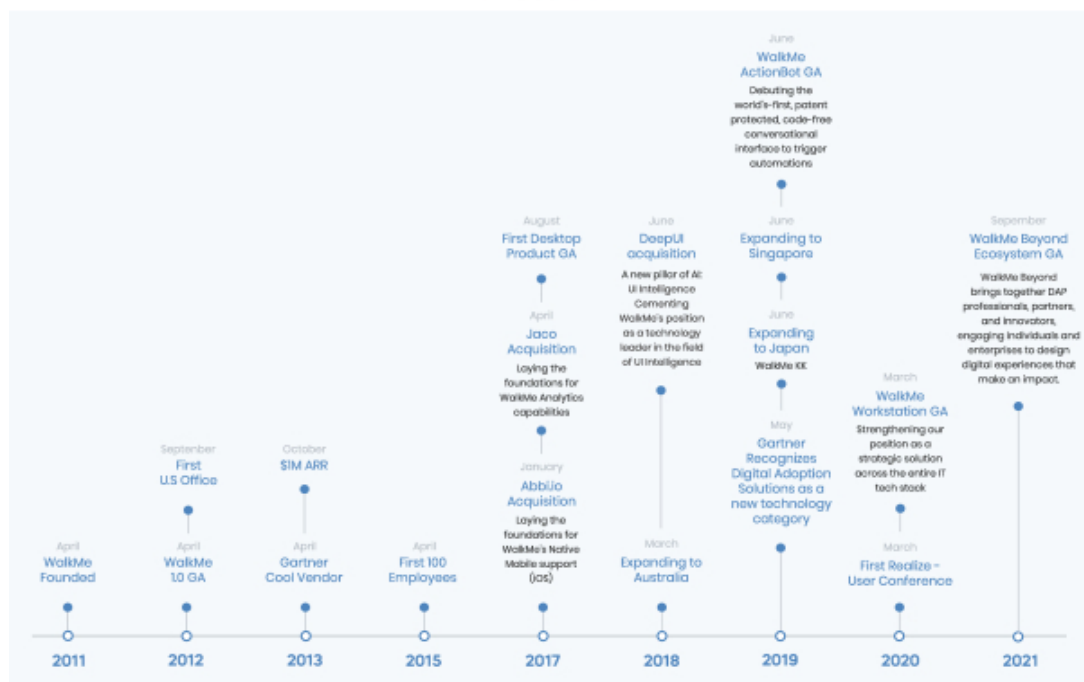 April
WalkMe
Founded
2011
September
First
U.S Office
April
WalkMe
1.0 GA
2012
October
$1M ARR
April
Gartner
Cool Vendor
2013
April
First 100
Employees
2015
August
First Desktop
Product GA
April
Jaco
Acquisition
Laying the
foundations for
WalkMe Analytics
capabilities
January
Abbi.io
Acquisition
Laying the
foundations for
WalkMe's Native
Mobile support
(iOS)
2017
June
DeepUI
acquisition
A new pillar of AI:
UI Intelligence
Cementing
WalkMe's position
as a technology
leader in the field
of UI Intelligence
March
Expanding to
Australia
2018
June
WalkMe
ActionBot GA
Debuting the
world's-first, patent
protected, code-free
conversational
interface to trigger
automations
June
Expanding to
Singapore
June
Expanding
to Japan
WalkMe KK
May
Gartner
Recognizes
Digital Adoption
Solutions as a
new technology
category
2019
March
WalkMe
Workstation GA
Strengthening our
position as a
strategic solution
across the entire IT
tech stack
March
First Realize -
User Conference
2020
Sepember
WalkMe Beyond
Ecosystem GA
WalkMe Beyond
brings together DAP
professionals, partners,
and innovators,
engaging individuals and
enterprises to design
digital experiences that
make an impact.
2021